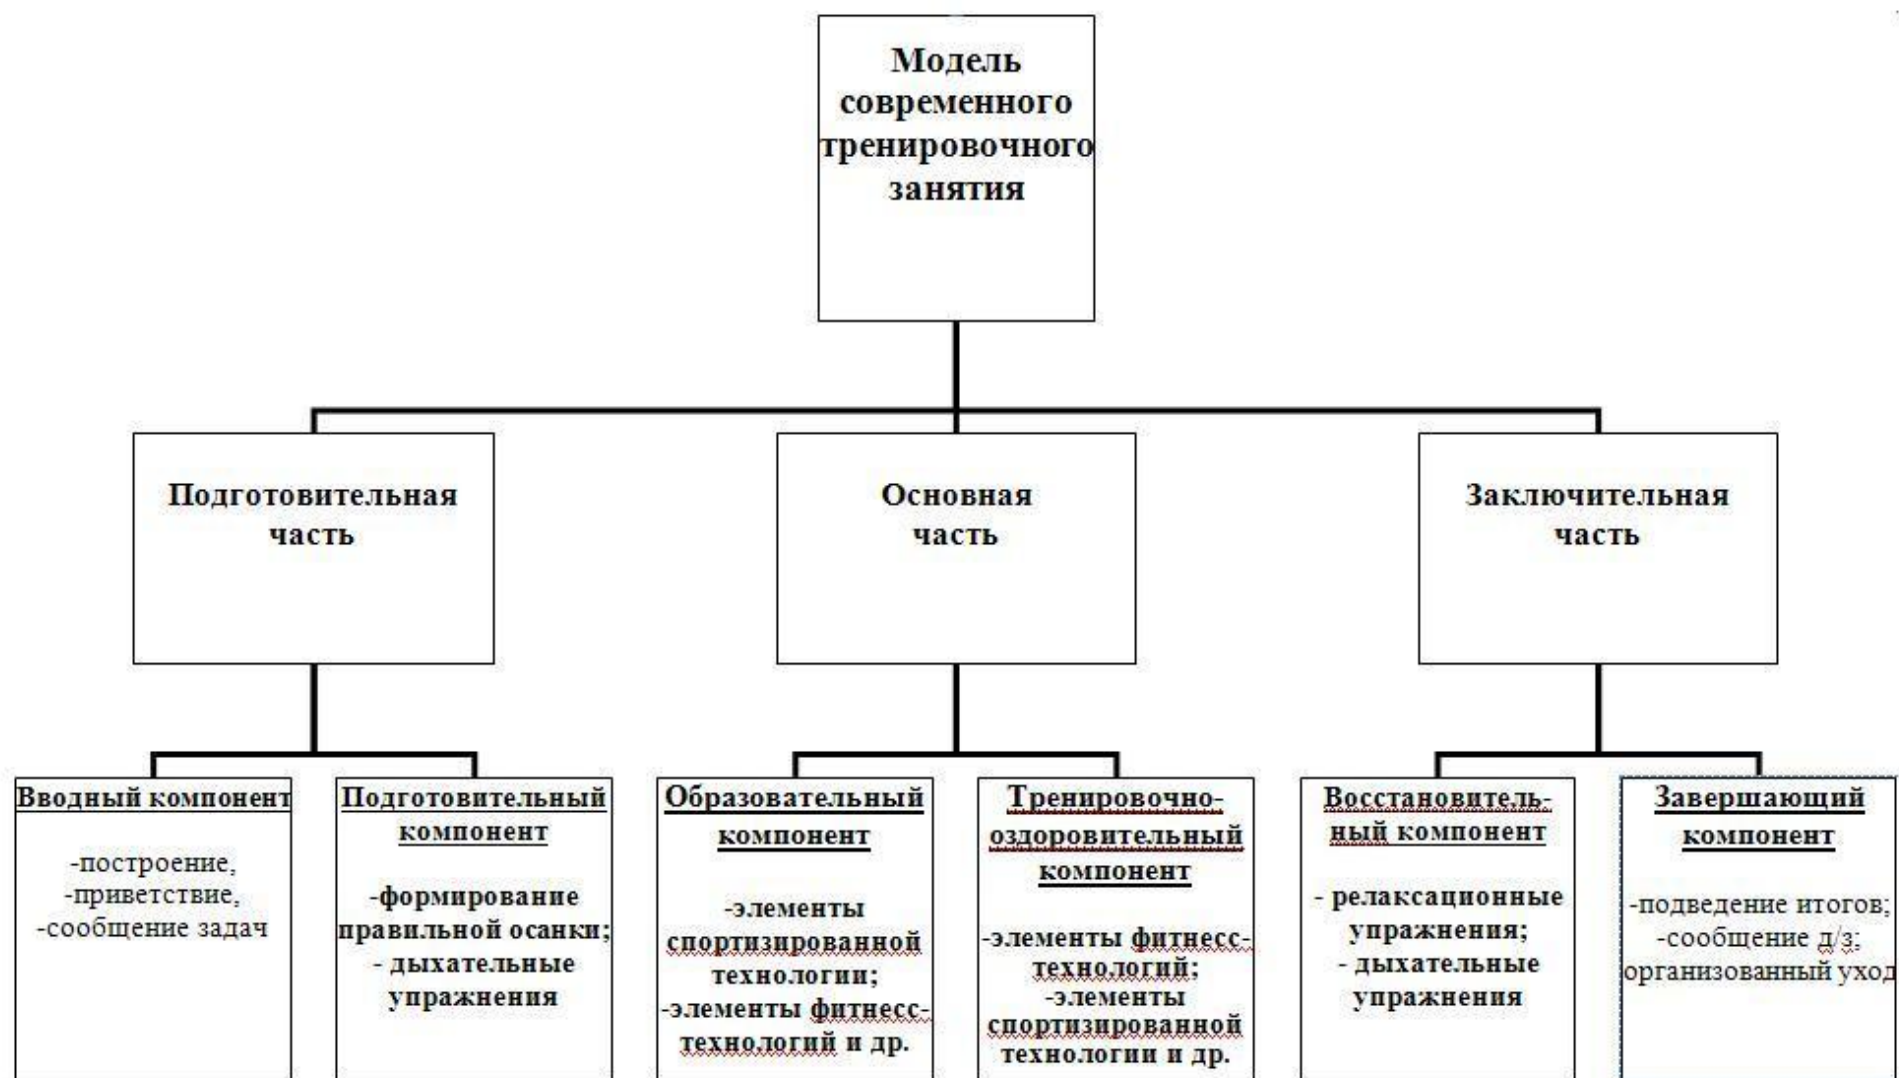 Модель
современного
тренировочного
занятия
Подготовительная
часть
Основная
часть
Заключительная
часть
Вводный компонент
-построение,
-приветствие,
-сообщение задач
Подготовительный
компонент
-формирование
правильной осанки;
- дыхательные
упражнения
Образовательный
компонент
-элементы
спортизированной
технологии;
-элементы фитнесс-
технологий и др.
Тренировочно-
оздоровительный
компонент
-элементы фитнесс-
технологий;
-элементы
спортизированной
технологии и др.
Восстановитель-
ный компонент
- релаксационные
упражнения;
- дыхательные
упражнения
Завершающий
компонент
-подведение итогов;
-сообщение д/з;
организованный уход